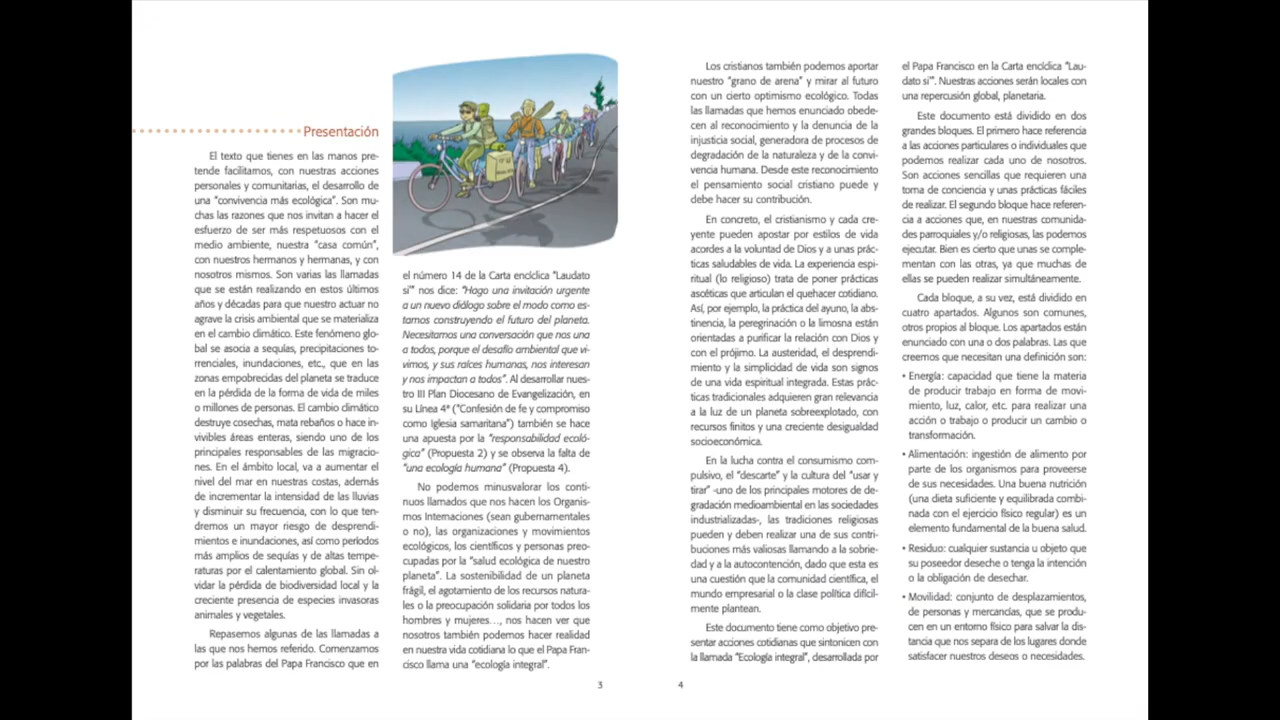 Presentación
El texto que tienes en las manos pre-
tende facilitarnos, con nuestras acciones
personales y comunitarias, el desarrollo de
una “convivencia más ecológica”. Son mu-
chas las razones que nos invitan a hacer el
esfuerzo de ser más respetuosos con el
medio ambiente, nuestra “casa común”,
con nuestros hermanos y hermanas, y con
nosotros mismos. Son varias las llamadas
que se están realizando en estos últimos
años y décadas para que nuestro actuar no
agrave la crisis ambiental que se materializa
en el cambio climático. Este fenómeno glo-
bal se asocia a sequías, precipitaciones to-
rrenciales, inundaciones, etc., que en las
zonas empobrecidas del planeta se traduce
en la pérdida de la forma de vida de miles
o millones de personas. El cambio climático
destruye cosechas, mata rebaños o hace in-
vivibles áreas enteras, siendo uno de los
principales responsables de las migracio-
nes. En el ámbito local, va a aumentar el
nivel del mar en nuestras costas, además
de incrementar la intensidad de las lluvias
y disminuir su frecuencia, con lo que ten-
dremos un mayor riesgo de desprendi-
mientos e inundaciones, así como períodos
más amplios de sequías y de altas tempe-
raturas por el calentamiento global. Sin ol-
vidar la pérdida de biodiversidad local y la
creciente presencia de especies invasoras
animales y vegetales.
Repasemos algunas de las llamadas a
las que nos hemos referido. Comenzamos
por las palabras del Papa Francisco que en
el número 14 de la Carta encíclica “Laudato
si’” nos dice: “Hago una invitación urgente
a un nuevo diálogo sobre el modo como es-
tamos construyendo el futuro del planeta.
Necesitamos una conversación que nos una
a todos, porque el desafío ambiental que vi-
vimos, y sus raíces humanas, nos interesan
y nos impactan a todos”. Al desarrollar nues-
tro III Plan Diocesano de Evangelización, en
su Línea 4ª (“Confesión de fe y compromiso
como Iglesia samaritana”) también se hace
una apuesta por la “responsabilidad ecoló-
gica” (Propuesta 2) y se observa la falta de
“una ecología humana” (Propuesta 4).
No podemos minusvalorar los conti-
nuos llamados que nos hacen los Organis-
mos Internaciones (sean gubernamentales
o no), las organizaciones y movimientos
ecológicos, los científicos y personas preo-
cupadas por la “salud ecológica de nuestro
planeta”. La sostenibilidad de un planeta
frágil, el agotamiento de los recursos natura-
les o la preocupación solidaria por todos los
hombres y mujeres…, nos hacen ver que
nosotros también podemos hacer realidad
en nuestra vida cotidiana lo que el Papa Fran-
cisco llama una “ecología integral”.
3
Los cristianos también podemos aportar
nuestro “grano de arena” y mirar al futuro
con un cierto optimismo ecológico. Todas
las llamadas que hemos enunciado obede-
cen al reconocimiento y la denuncia de la
injusticia social, generadora de procesos de
degradación de la naturaleza y de la convi-
vencia humana. Desde este reconocimiento
el pensamiento social cristiano puede y
debe hacer su contribución.
En concreto, el cristianismo y cada cre-
yente pueden apostar por estilos de vida
acordes a la voluntad de Dios y a unas prác-
ticas saludables de vida. La experiencia espi-
ritual (lo religioso) trata de poner prácticas
ascéticas que articulan el quehacer cotidiano.
Así, por ejemplo, la práctica del ayuno, la abs-
tinencia, la peregrinación o la limosna están
orientadas a purificar la relación con Dios y
con el prójimo. La austeridad, el desprendi-
miento y la simplicidad de vida son signos
de una vida espiritual integrada. Estas prác-
ticas tradicionales adquieren gran relevancia
a la luz de un planeta sobreexplotado, con
recursos finitos y una creciente desigualdad
socioeconómica.
En la lucha contra el consumismo com-
pulsivo, el “descarte” y la cultura del “usar y
tirar” -uno de los principales motores de de-
gradación medioambiental en las sociedades
industrializadas-, las tradiciones religiosas
pueden y deben realizar una de sus contri-
buciones más valiosas llamando a la sobrie-
dad y a la autocontención, dado que esta es
una cuestión que la comunidad científica, el
mundo empresarial o la clase política difícil-
mente plantean.
Este documento tiene como objetivo pre-
sentar acciones cotidianas que sintonicen con
la llamada “Ecología integral”, desarrollada por
el Papa Francisco en la Carta encíclica “Lau-
dato si’”. Nuestras acciones serán locales con
una repercusión global, planetaria.
Este documento está dividido en dos
grandes bloques. El primero hace referencia
a las acciones particulares o individuales que
podemos realizar cada uno de nosotros.
Son acciones sencillas que requieren una
toma de conciencia y unas prácticas fáciles
de realizar. El segundo bloque hace referen-
cia a acciones que, en nuestras comunida-
des parroquiales y/o religiosas, las podemos
ejecutar. Bien es cierto que unas se comple-
mentan con las otras, ya que muchas de
ellas se pueden realizar simultáneamente.
Cada bloque, a su vez, está dividido en
cuatro apartados. Algunos son comunes,
otros propios al bloque. Los apartados están
enunciado con una o dos palabras. Las que
creemos que necesitan una definición son:
• Energía: capacidad que tiene la materia
de producir trabajo en forma de movi-
miento, luz, calor, etc. para realizar una
acción o trabajo o producir un cambio o
transformación.
• Alimentación: ingestión de alimento por
parte de los organismos para proveerse
de sus necesidades. Una buena nutrición
(una dieta suficiente y equilibrada combi-
nada con el ejercicio físico regular) es un
elemento fundamental de la buena salud.
• Residuo: cualquier sustancia u objeto que
su poseedor deseche o tenga la intención
o la obligación de desechar.
• Movilidad: conjunto de desplazamientos,
de personas y mercancías, que se produ-
cen en un entorno físico para salvar la dis-
tancia que nos separa de los lugares donde
satisfacer nuestros deseos o necesidades.
4